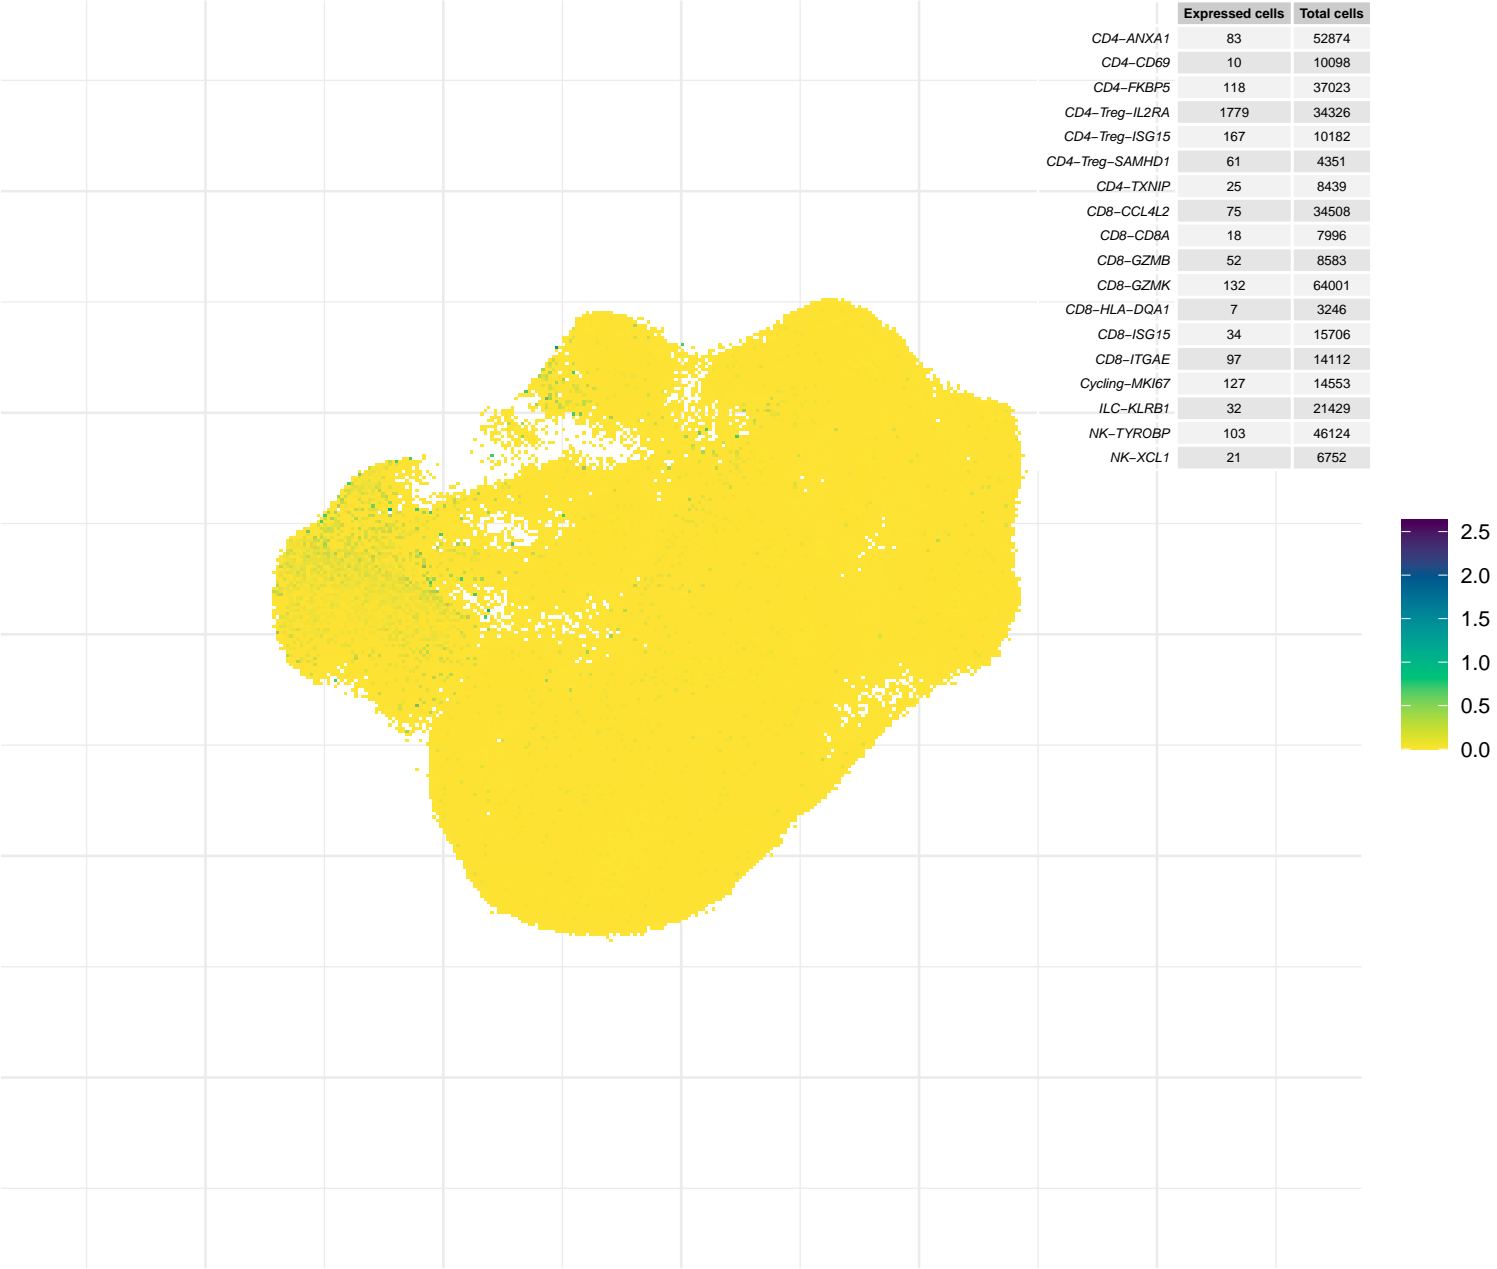 Expressed cells Total cells
CD4−ANXA1 83 52874
CD4−CD69 10 10098
CD4−FKBP5 118 37023
CD4−Treg−IL2RA 1779 34326
CD4−Treg−ISG15 167 10182
CD4−Treg−SAMHD1 61 4351
CD4−TXNIP 25 8439
CD8−CCL4L2 75 34508
CD8−CD8A 18 7996
CD8−GZMB 52 8583
CD8−GZMK 132 64001
CD8−HLA−DQA1 7 3246
CD8−ISG15 34 15706
CD8−ITGAE 97 14112
Cycling−MKI67 127 14553
ILC−KLRB1 32 21429
NK−TYROBP 103 46124
NK−XCL1 21 6752
2.5
2.0
1.5
1.0
0.5
0.0